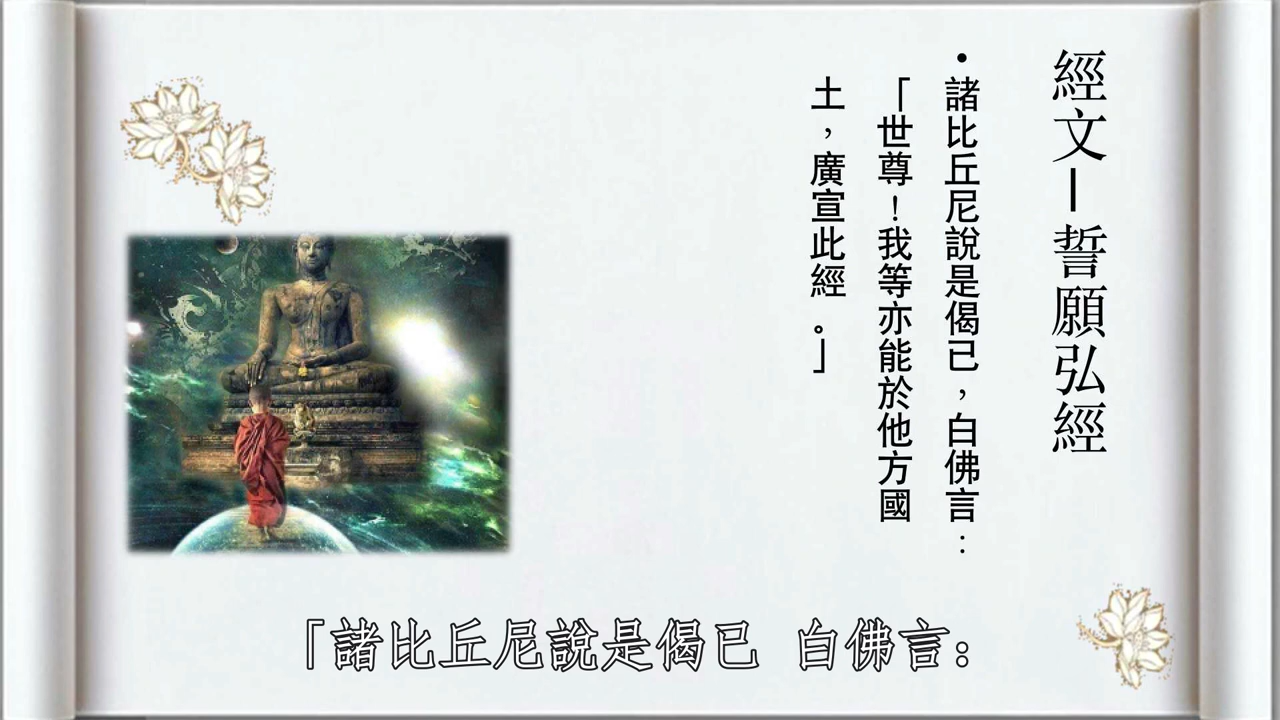 經文—誓願弘經
•諸比丘尼說是偈已，白佛言：
「世尊！我等亦能於他方國
土，廣宣此經。」
「諸比丘尼說是偈已 白佛言：